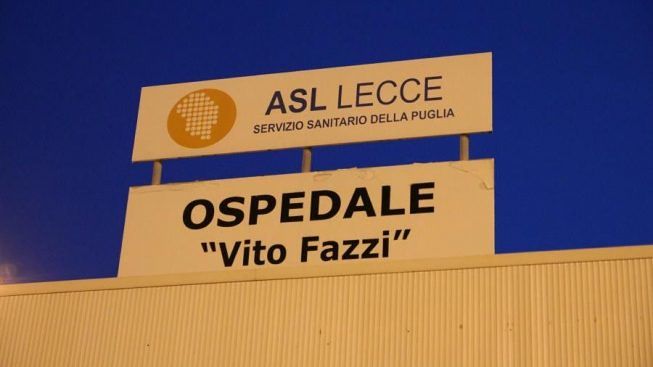 ASL LECCE
SERVIZIO SANITARIO DELLA PUGLIA
OSPEDALE
“Vito Fazzi”